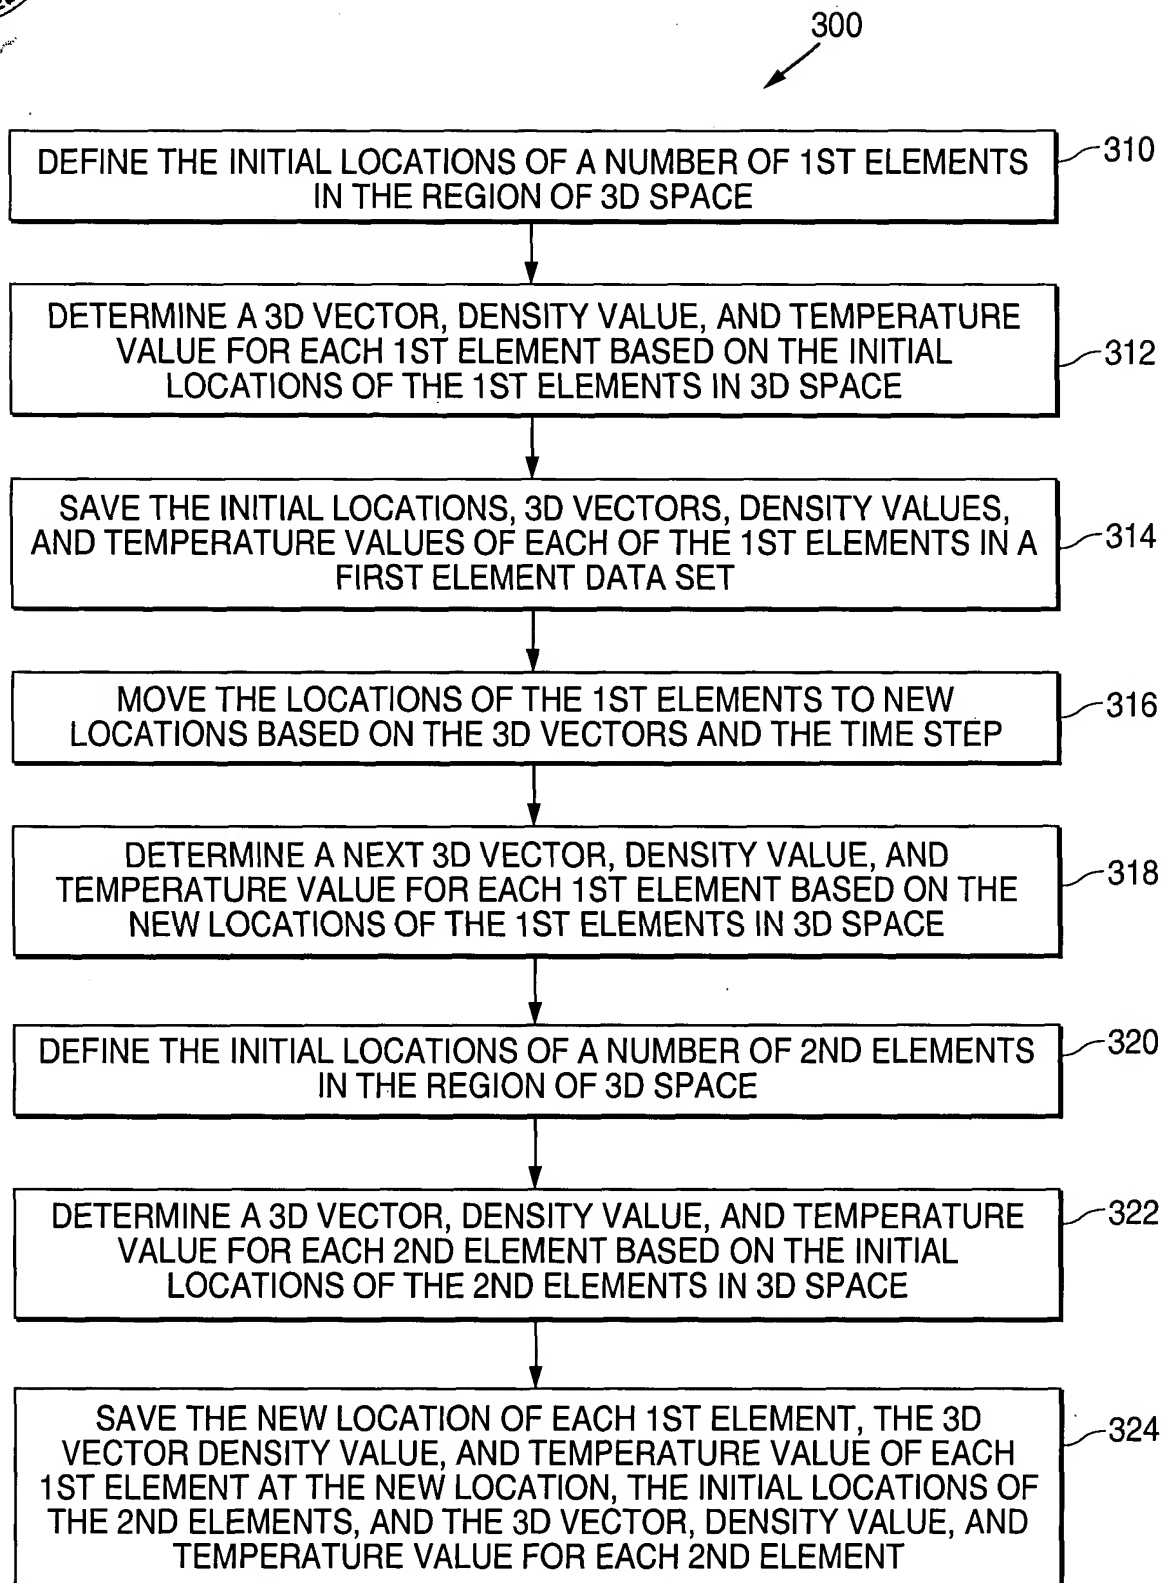 300
DEFINE THE INITIAL LOCATIONS OF A NUMBER OF 1ST ELEMENTS
IN THE REGION OF 3D SPACE
310
DETERMINE A 3D VECTOR, DENSITY VALUE, AND TEMPERATURE
VALUE FOR EACH 1ST ELEMENT BASED ON THE INITIAL
LOCATIONS OF THE 1ST ELEMENTS IN 3D SPACE
312
SAVE THE INITIAL LOCATIONS, 3D VECTORS, DENSITY VALUES,
AND TEMPERATURE VALUES OF EACH OF THE 1ST ELEMENTS IN A
FIRST ELEMENT DATA SET
314
MOVE THE LOCATIONS OF THE 1ST ELEMENTS TO NEW
LOCATIONS BASED ON THE 3D VECTORS AND THE TIME STEP
316
DETERMINE A NEXT 3D VECTOR, DENSITY VALUE, AND
TEMPERATURE VALUE FOR EACH 1ST ELEMENT BASED ON THE
NEW LOCATIONS OF THE 1ST ELEMENTS IN 3D SPACE
318
DEFINE THE INITIAL LOCATIONS OF A NUMBER OF 2ND ELEMENTS
IN THE REGION OF 3D SPACE
320
DETERMINE A 3D VECTOR, DENSITY VALUE, AND TEMPERATURE
VALUE FOR EACH 2ND ELEMENT BASED ON THE INITIAL
LOCATIONS OF THE 2ND ELEMENTS IN 3D SPACE
322
SAVE THE NEW LOCATION OF EACH 1ST ELEMENT, THE 3D
VECTOR DENSITY VALUE, AND TEMPERATURE VALUE OF EACH
1ST ELEMENT AT THE NEW LOCATION, THE INITIAL LOCATIONS OF
THE 2ND ELEMENTS, AND THE 3D VECTOR, DENSITY VALUE, AND
TEMPERATURE VALUE FOR EACH 2ND ELEMENT
324